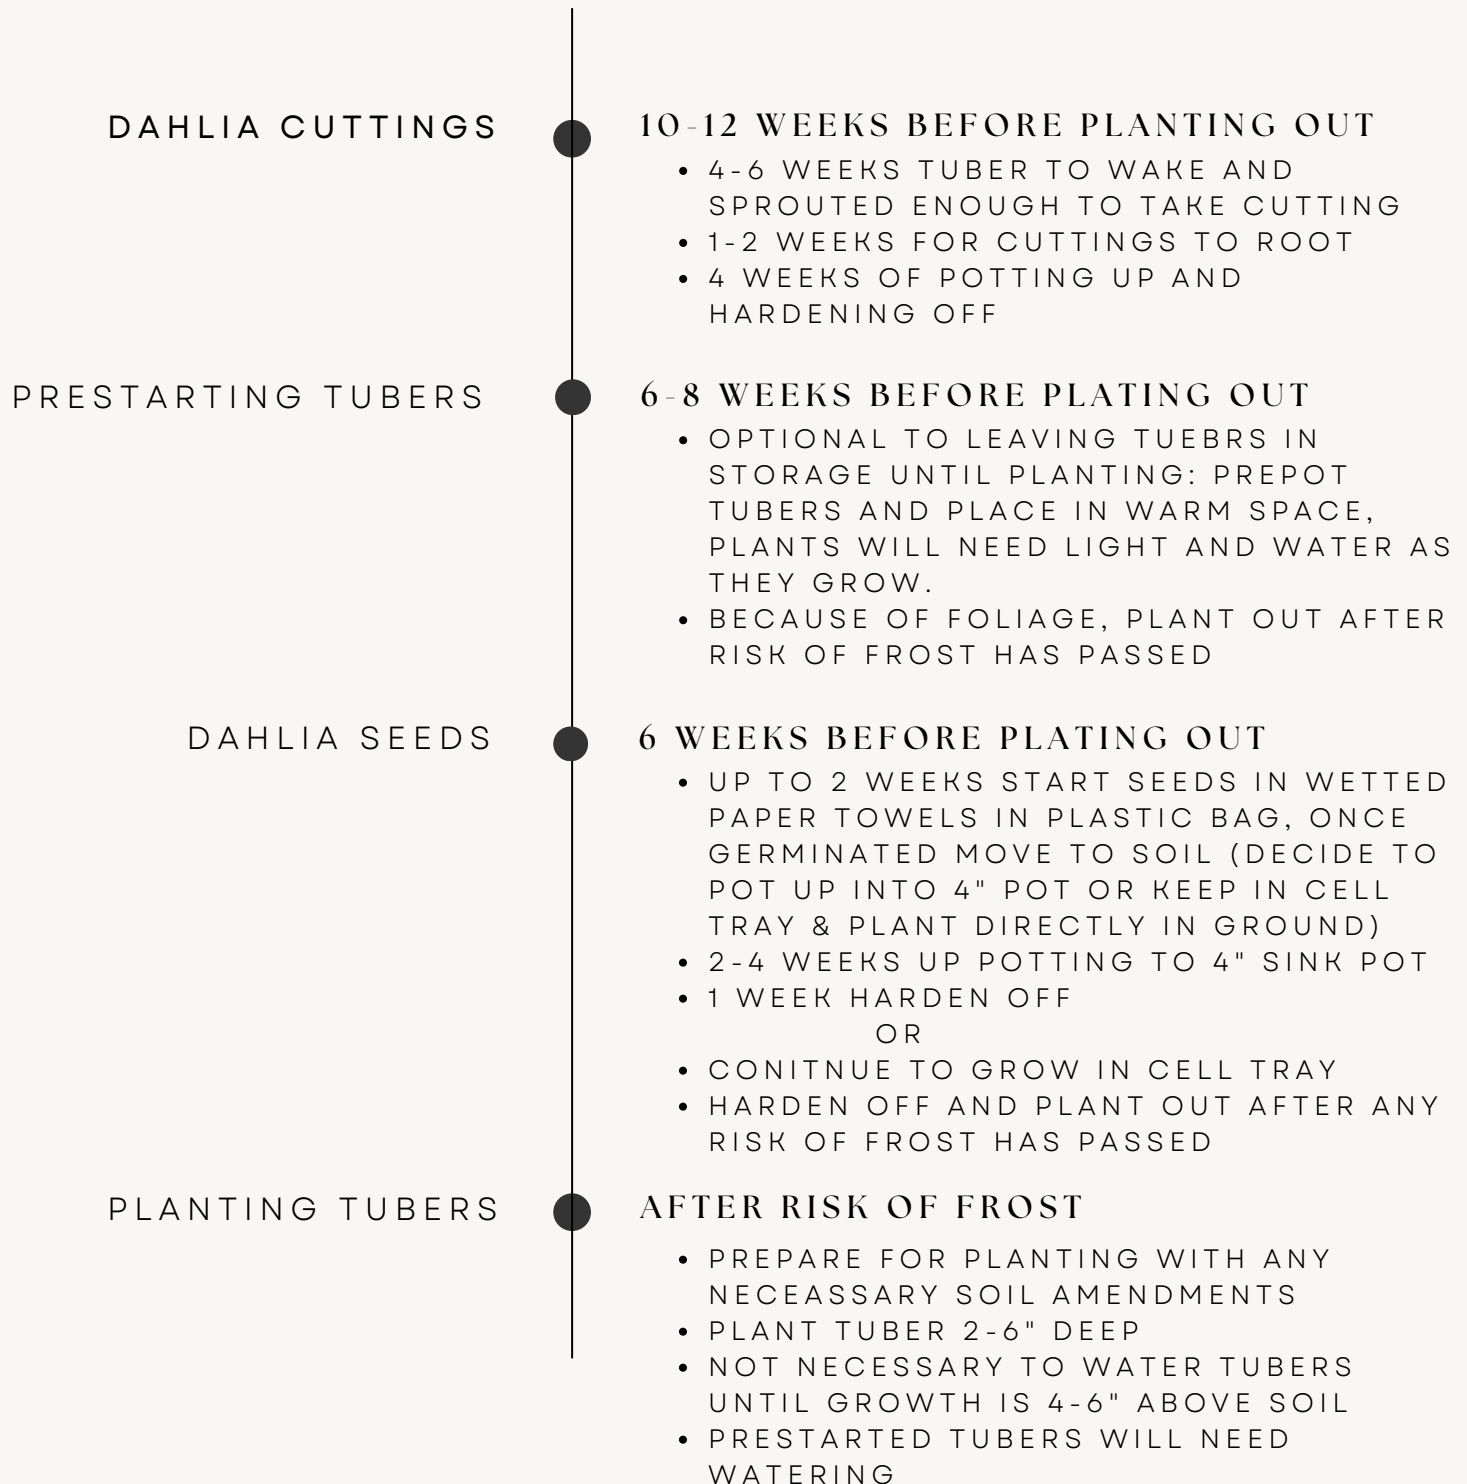 DAHLIA CUTTINGS
10-12 WEEKS BEFORE PLANTING OUT
4-6 WEEKS TUBER TO WAKE AND
SPROUTED ENOUGH TO TAKE CUTTING
1-2 WEEKS FOR CUTTINGS TO ROOT
4 WEEKS OF POTTING UP AND
HARDENING OFF
PRESTARTING TUBERS
6-8 WEEKS BEFORE PLATING OUT
OPTIONAL TO LEAVING TUEBRS IN
STORAGE UNTIL PLANTING: PREPOT
TUBERS AND PLACE IN WARM SPACE,
PLANTS WILL NEED LIGHT AND WATER AS
THEY GROW.
BECAUSE OF FOLIAGE, PLANT OUT AFTER
RISK OF FROST HAS PASSED
DAHLIA SEEDS
6 WEEKS BEFORE PLATING OUT
UP TO 2 WEEKS START SEEDS IN WETTED
PAPER TOWELS IN PLASTIC BAG, ONCE
GERMINATED MOVE TO SOIL (DECIDE TO
POT UP INTO 4" POT OR KEEP IN CELL
TRAY & PLANT DIRECTLY IN GROUND)
2-4 WEEKS UP POTTING TO 4" SINK POT
1 WEEK HARDEN OFF
OR
CONITNUE TO GROW IN CELL TRAY
HARDEN OFF AND PLANT OUT AFTER ANY
RISK OF FROST HAS PASSED
PLANTING TUBERS
AFTER RISK OF FROST
PREPARE FOR PLANTING WITH ANY
NECEASSARY SOIL AMENDMENTS
PLANT TUBER 2-6" DEEP
NOT NECESSARY TO WATER TUBERS
UNTIL GROWTH IS 4-6" ABOVE SOIL
PRESTARTED TUBERS WILL NEED
WATERING